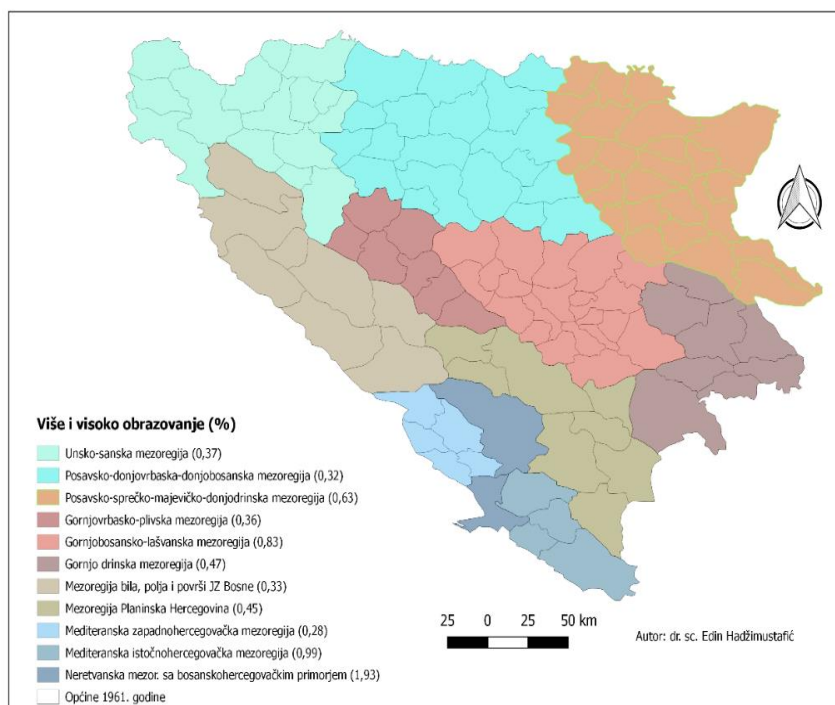 Više i visoko obrazovanje (%)
Unsko-sanska mezoregija (0,37)
Posavsko-donjovrbaska-donjobosanska mezoregija (0,32)
Posavsko-sprečko-majevičko-donjodrinska mezoregija (0,63)
Gornjovrbasko-plivska mezoregija (0,36)
Gornjobosansko-lašvanska mezoregija (0,83)
Gornjo drinska mezoregija (0,47)
Mezoregija bila, polja i površi JZ Bosne (0,33)
Mezoregija Planinska Hercegovina (0,45)
Mediteranska zapadnohercegovačka mezoregija (0,28)
Mediteranska istočnohercegovačka mezoregija (0,99)
Neretvanska mezor. sa bosanskohercegovačkim primorjem (1,93)
Općine 1961. godine
25 0 25 50 km
Autor: dr. sc. Edin Hadžimustafić